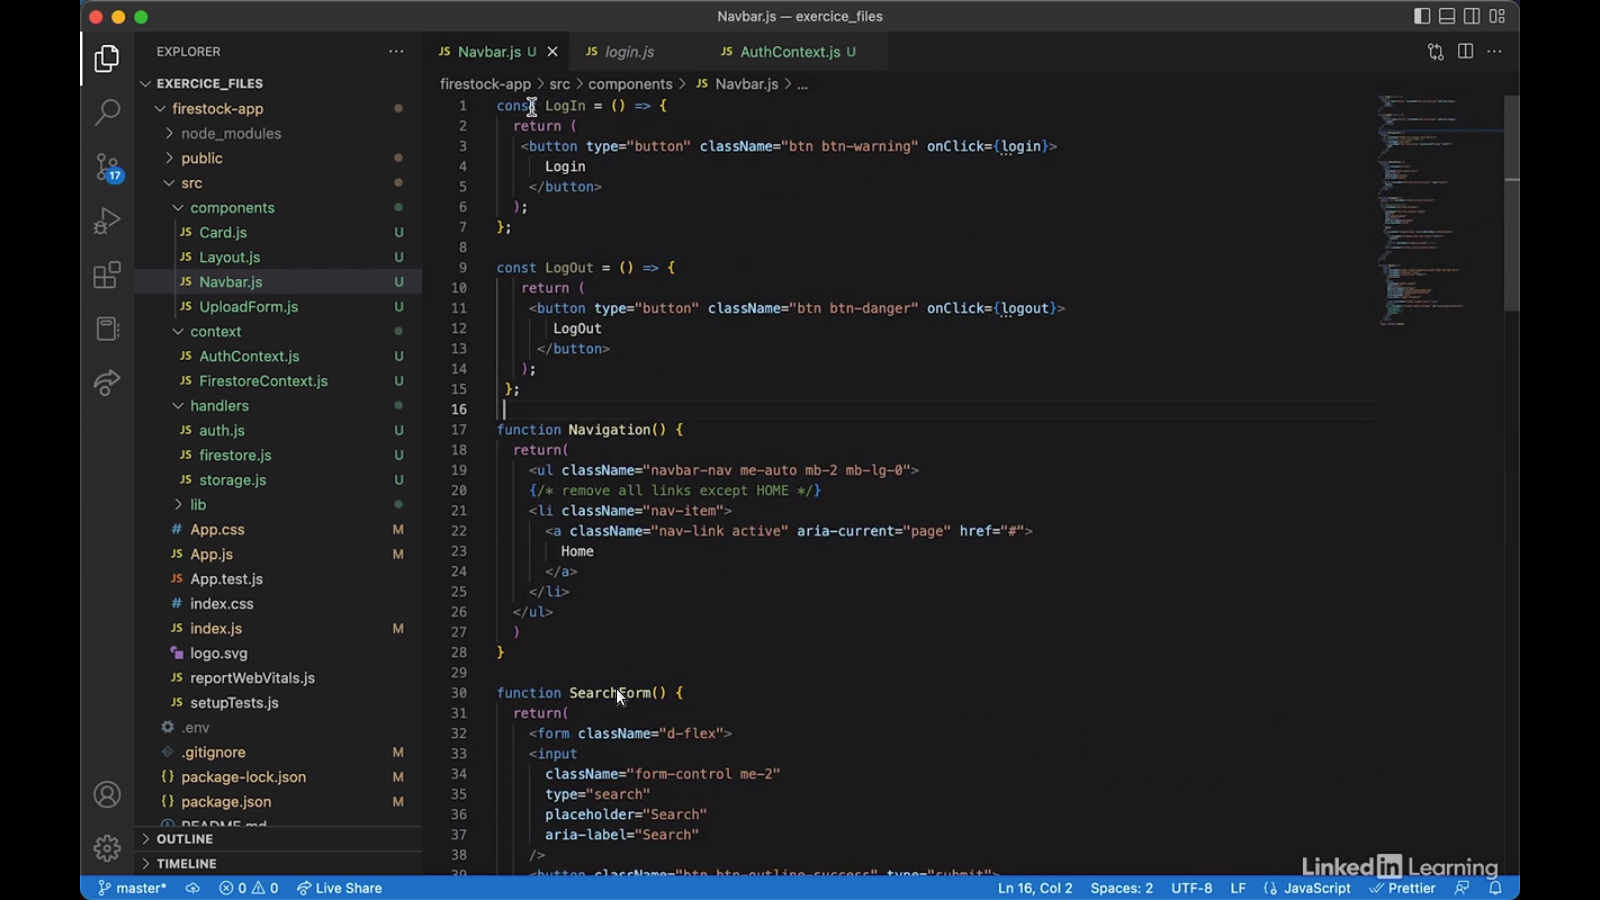 Navbar.js — exercice_files
EXPLORER
EXERCICE_FILES
firestock-app
node_modules
public
src
components
JS Card.js U
JS Layout.js U
JS Navbar.js U
JS UploadForm.js U
context
JS AuthContext.js U
JS FirestoreContext.js U
handlers
JS auth.js U
JS firestore.js U
JS storage.js U
lib
# App.css M
JS App.js M
JS App.test.js
# index.css
JS index.js M
logo.svg
JS reportWebVitals.js
JS setupTests.js
.env
.gitignore M
{} package-lock.json M
{} package.json M
README.md
OUTLINE
TIMELINE
17
JS Navbar.js U
JS login.js
JS AuthContext.js U
firestock-app > src > components > JS Navbar.js > ...
1 const LogIn = () => {
2 return (
3 <button type="button" className="btn btn-warning" onClick={login}>
4 Login
5 </button>
6 );
7 };
8
9 const LogOut = () => {
10 return (
11 <button type="button" className="btn btn-danger" onClick={logout}>
12 LogOut
13 </button>
14 );
15 };
16
17 function Navigation() {
18 return(
19 <ul className="navbar-nav me-auto mb-2 mb-lg-0">
20 {/* remove all links except HOME */}
21 <li className="nav-item">
22 <a className="nav-link active" aria-current="page" href="#">
23 Home
24 </a>
25 </li>
26 </ul>
27 )
28 }
29
30 function SearchForm() {
31 return(
32 <form className="d-flex">
33 <input
34 className="form-control me-2"
35 type="search"
36 placeholder="Search"
37 aria-label="Search"
38 />
39 <button className="btn btn-outline-success" type="submit">
LinkedIn Learning
master* 0 0 Live Share Ln 16, Col 2 Spaces: 2 UTF-8 LF {} JavaScript Prettier